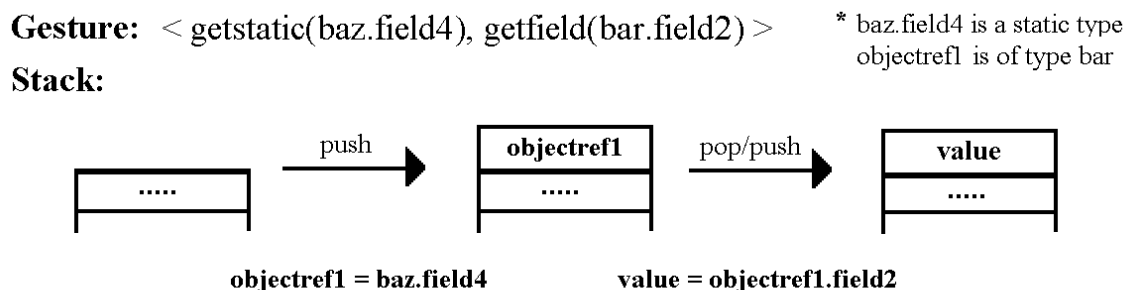 Gesture: < getstatic(baz.field4), getfield(bar.field2) >
* baz.field4 is a static type
objectref1 is of type bar
Stack:
push
objectref1
pop/push
value
.....
.....
.....
objectref1 = baz.field4
value = objectref1.field2